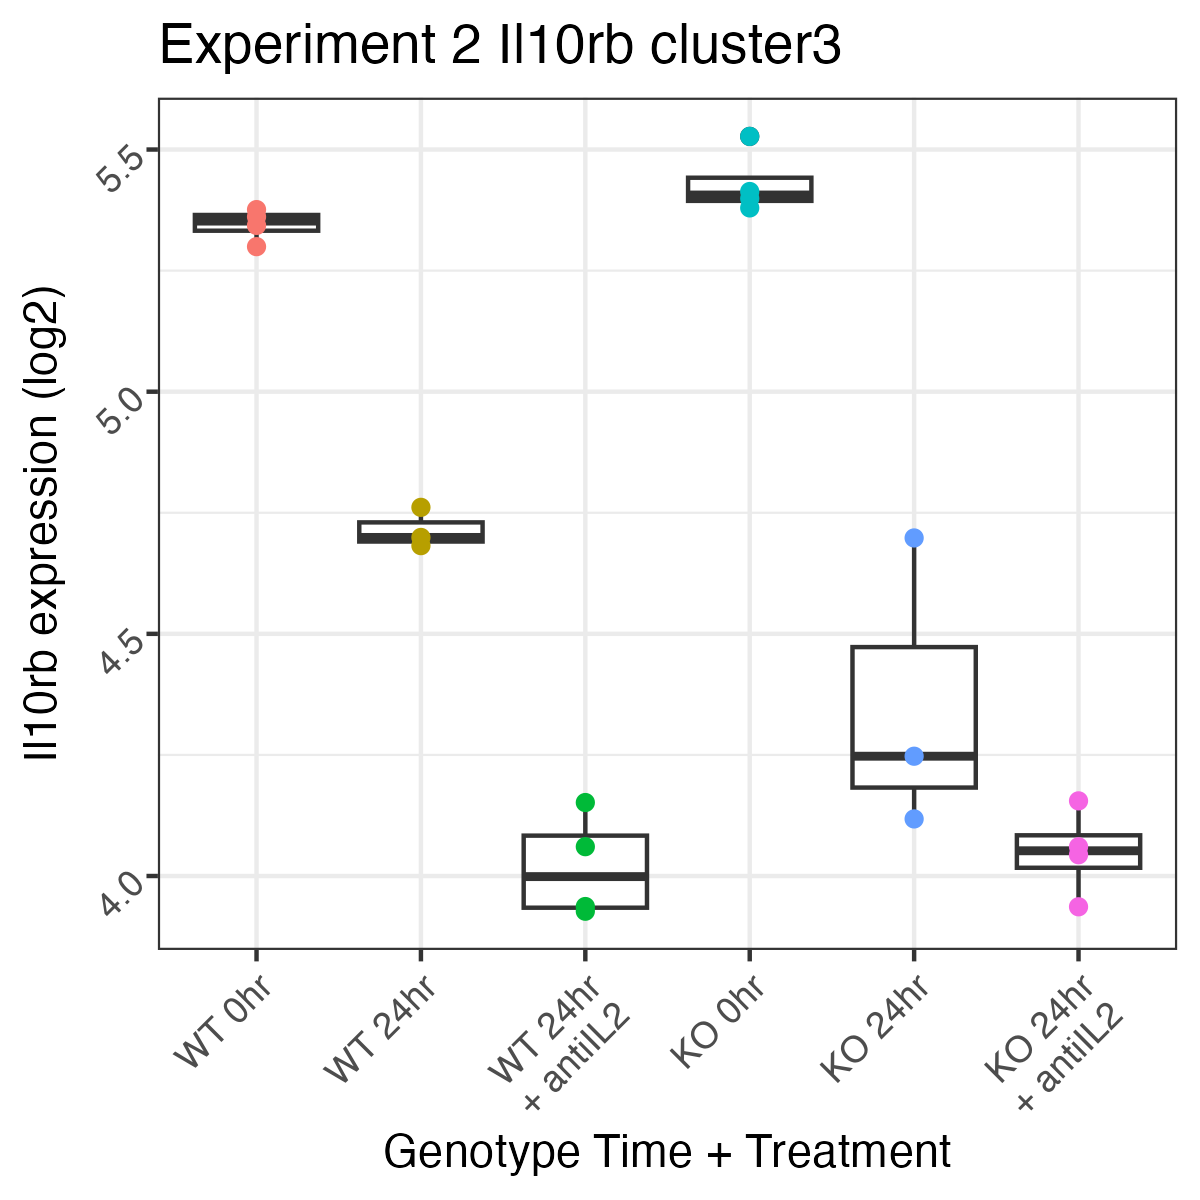 Experiment 2 Il10rb cluster3
Il10rb expression (log2)
5.5
5.0
4.5
4.0
WT 0hr
WT 24hr
WT 24hr
+ antiIL2
KO 0hr
KO 24hr
KO 24hr
+ antiIL2
Genotype Time + Treatment